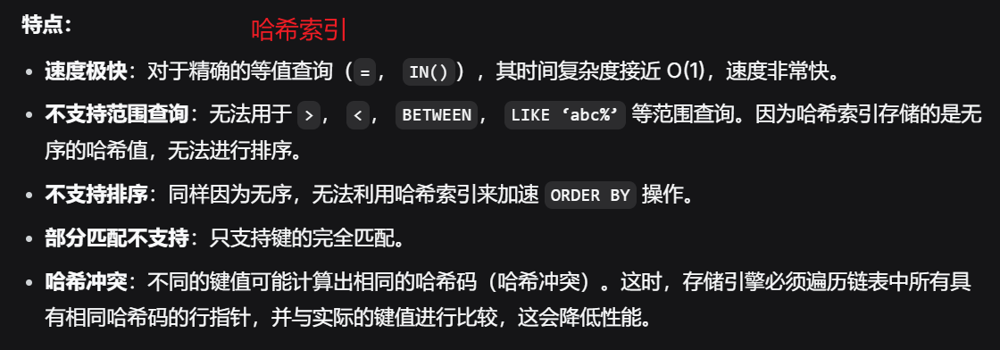 特点：
哈希索引
速度极快：对于精确的等值查询（=， IN()），其时间复杂度接近 O(1)，速度非常快。
不支持范围查询：无法用于 >， <， BETWEEN， LIKE ‘abc%’ 等范围查询。因为哈希索引存储的是无
序的哈希值，无法进行排序。
不支持排序：同样因为无序，无法利用哈希索引来加速 ORDER BY 操作。
部分匹配不支持：只支持键的完全匹配。
哈希冲突：不同的键值可能计算出相同的哈希码（哈希冲突）。这时，存储引擎必须遍历链表中所有具
有相同哈希码的行指针，并与实际的键值进行比较，这会降低性能。